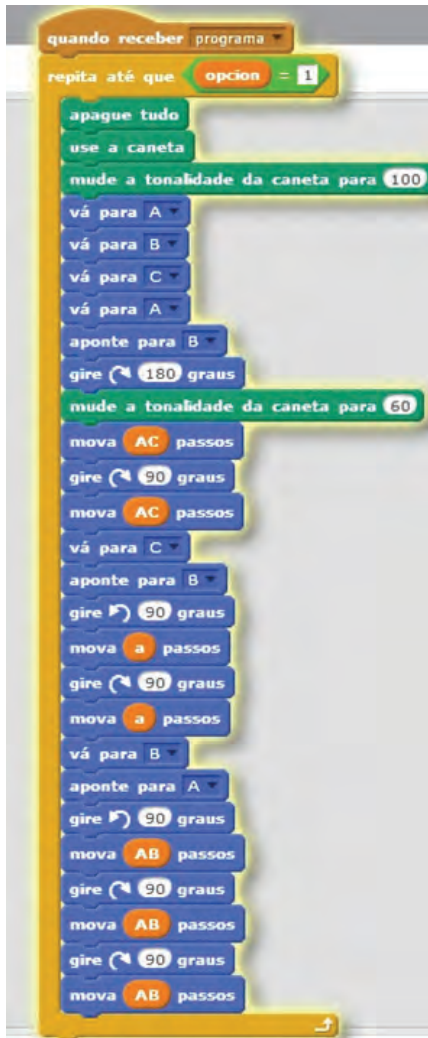 quando receber programa
repita até que opcion = 1
apague tudo
use a caneta
mude a tonalidade da caneta para 100
vá para A
vá para B
vá para C
vá para A
aponte para B
gire 180 graus
mude a tonalidade da caneta para 60
mova AC passos
gire 90 graus
mova AC passos
vá para C
aponte para B
gire 90 graus
mova a passos
gire 90 graus
mova a passos
vá para B
aponte para A
gire 90 graus
mova AB passos
gire 90 graus
mova AB passos
gire 90 graus
mova AB passos